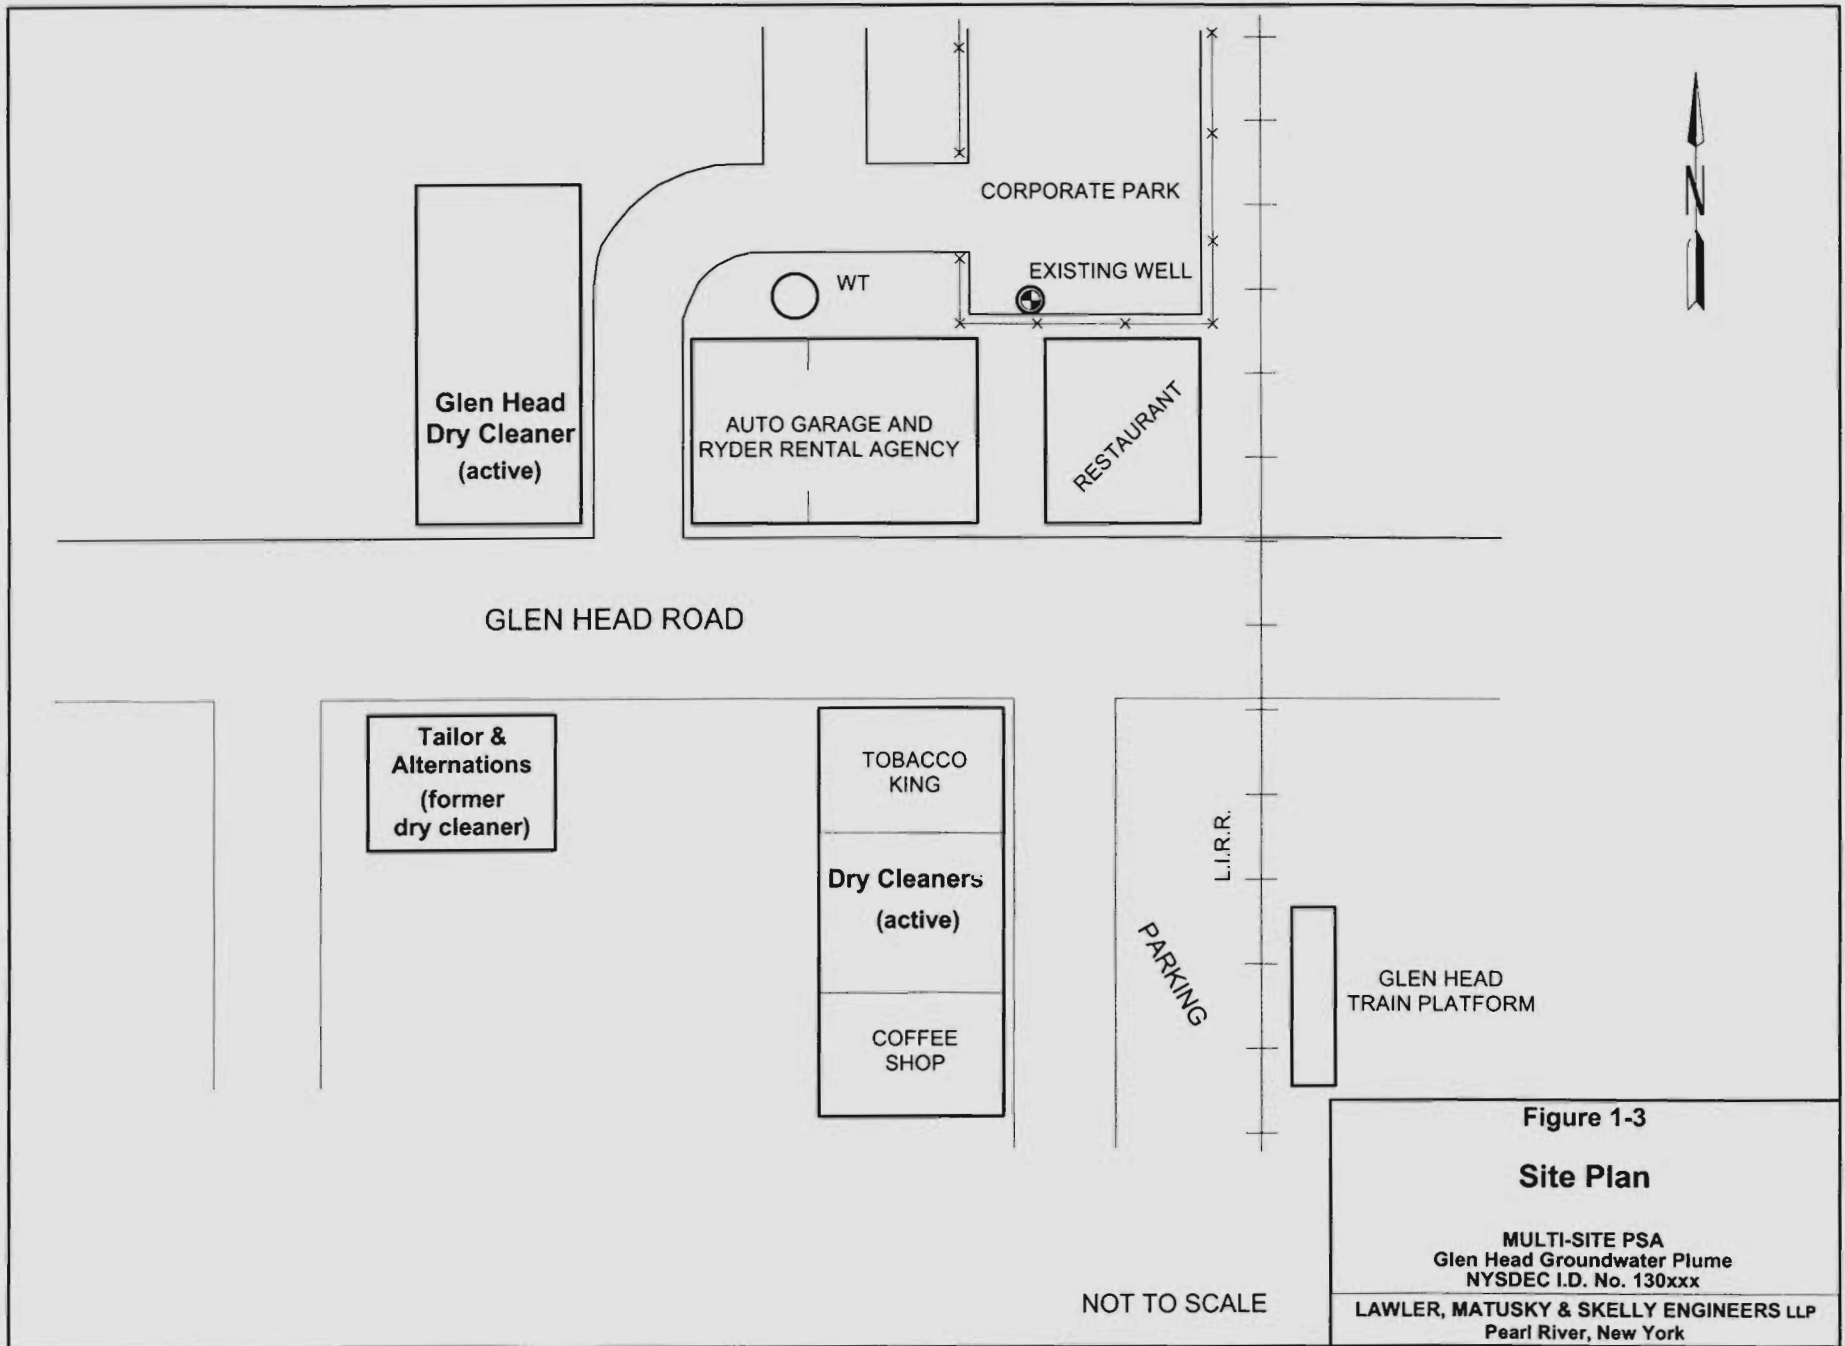 N
CORPORATE PARK
EXISTING WELL
WT
Glen Head
Dry Cleaner
(active)
AUTO GARAGE AND
RYDER RENTAL AGENCY
RESTAURANT
GLEN HEAD ROAD
Tailor &
Alternations
(former
dry cleaner)
TOBACCO
KING
Dry Cleaners
(active)
COFFEE
SHOP
L.I.R.R.
PARKING
GLEN HEAD
TRAIN PLATFORM
NOT TO SCALE
Figure 1-3
Site Plan
MULTI-SITE PSA
Glen Head Groundwater Plume
NYSDEC I.D. No. 130xxx
LAWLER, MATUSKY & SKELLY ENGINEERS LLP
Pearl River, New York